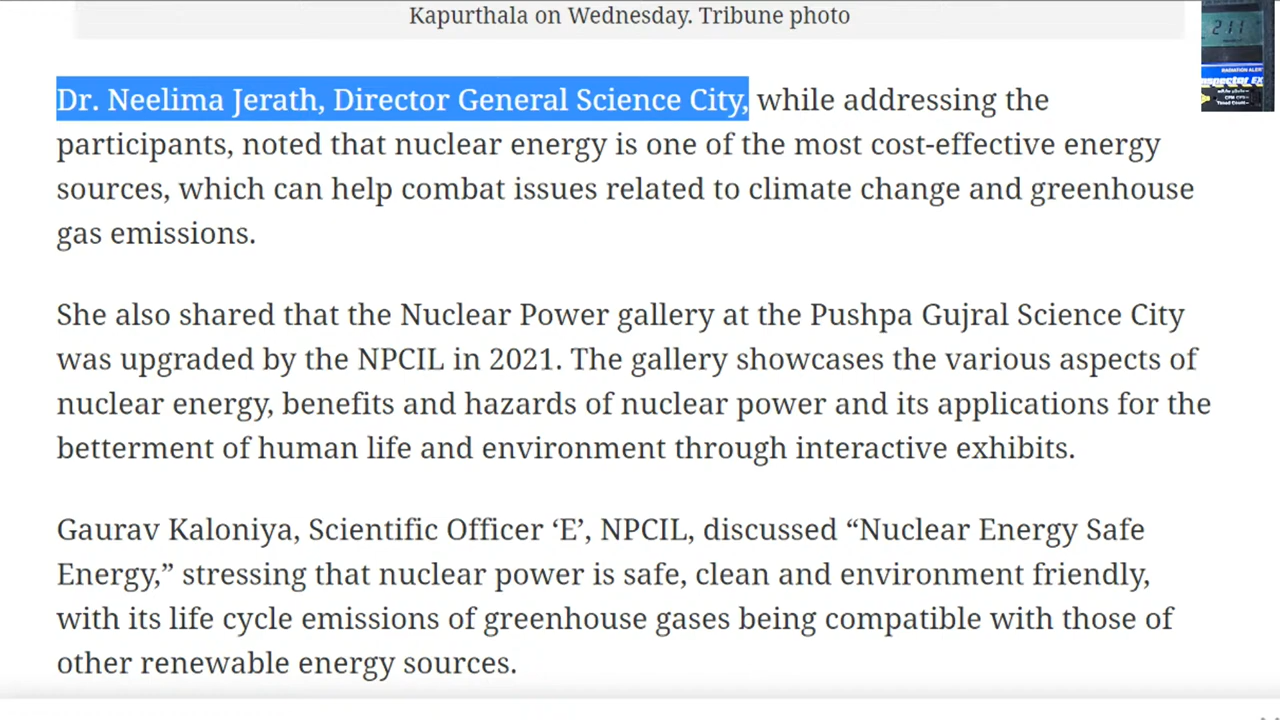 Kapurthala on Wednesday. Tribune photo
211
RADIATION ALERT
Inspector EX
Dr. Neelima Jerath, Director General Science City, while addressing the
participants, noted that nuclear energy is one of the most cost-effective energy
sources, which can help combat issues related to climate change and greenhouse
gas emissions.
She also shared that the Nuclear Power gallery at the Pushpa Gujral Science City
was upgraded by the NPCIL in 2021. The gallery showcases the various aspects of
nuclear energy, benefits and hazards of nuclear power and its applications for the
betterment of human life and environment through interactive exhibits.
Gaurav Kaloniya, Scientific Officer ‘E’, NPCIL, discussed “Nuclear Energy Safe
Energy,” stressing that nuclear power is safe, clean and environment friendly,
with its life cycle emissions of greenhouse gases being compatible with those of
other renewable energy sources.